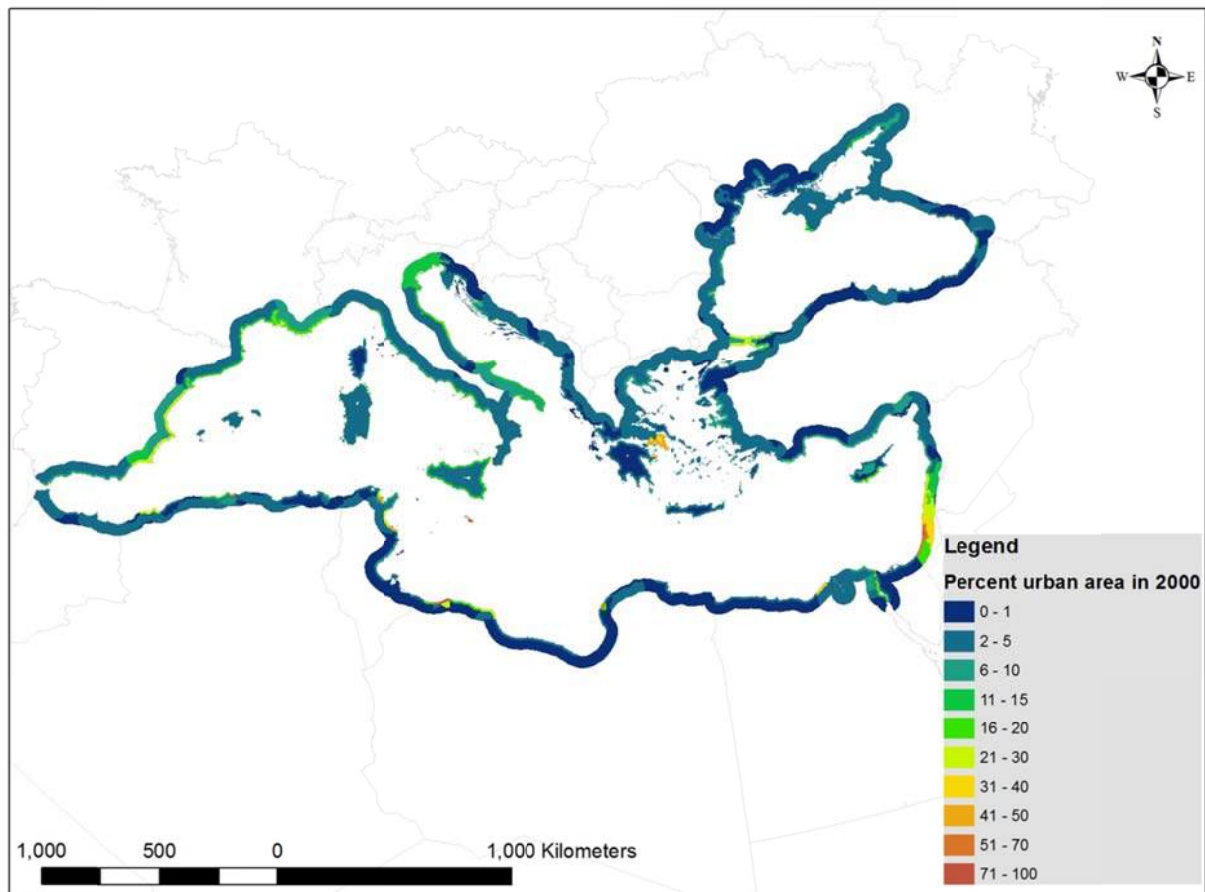 N
W E
S
Legend
Percent urban area in 2000
0 - 1
2 - 5
6 - 10
11 - 15
16 - 20
21 - 30
31 - 40
41 - 50
51 - 70
71 - 100
1,000 500 0 1,000 Kilometers